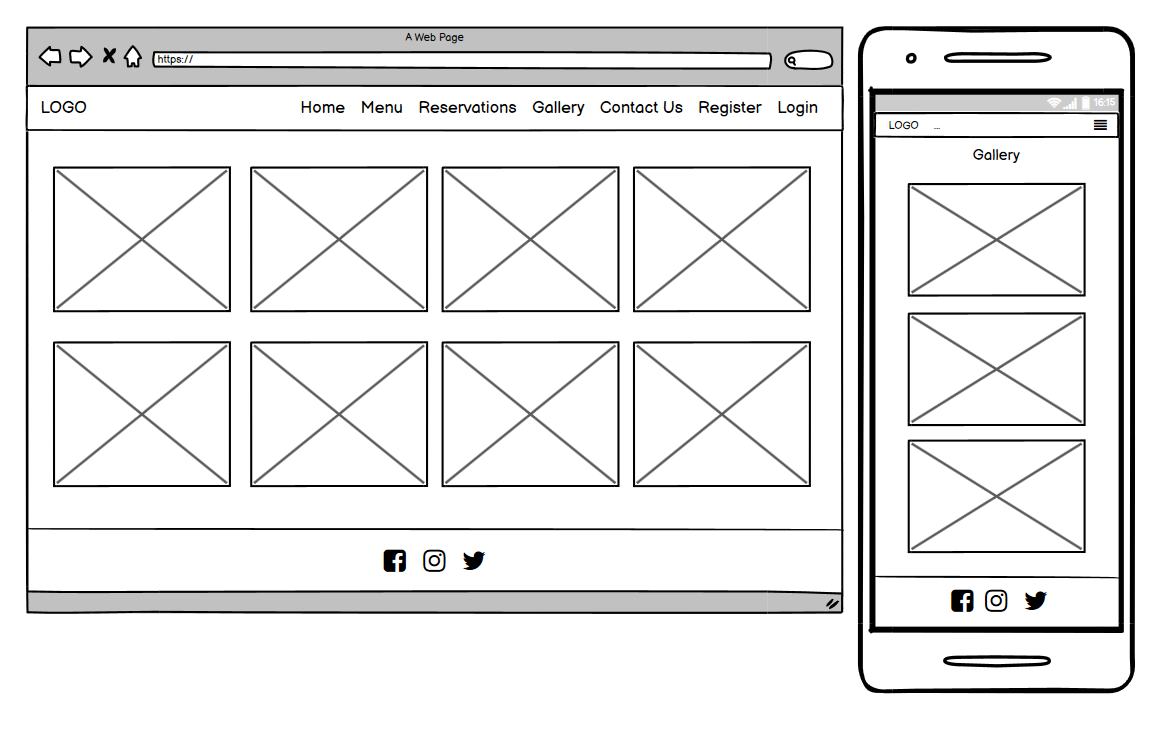 A Web Page
https://
LOGO Home Menu Reservations Gallery Contact Us Register Login
16:15
LOGO ...
Gallery